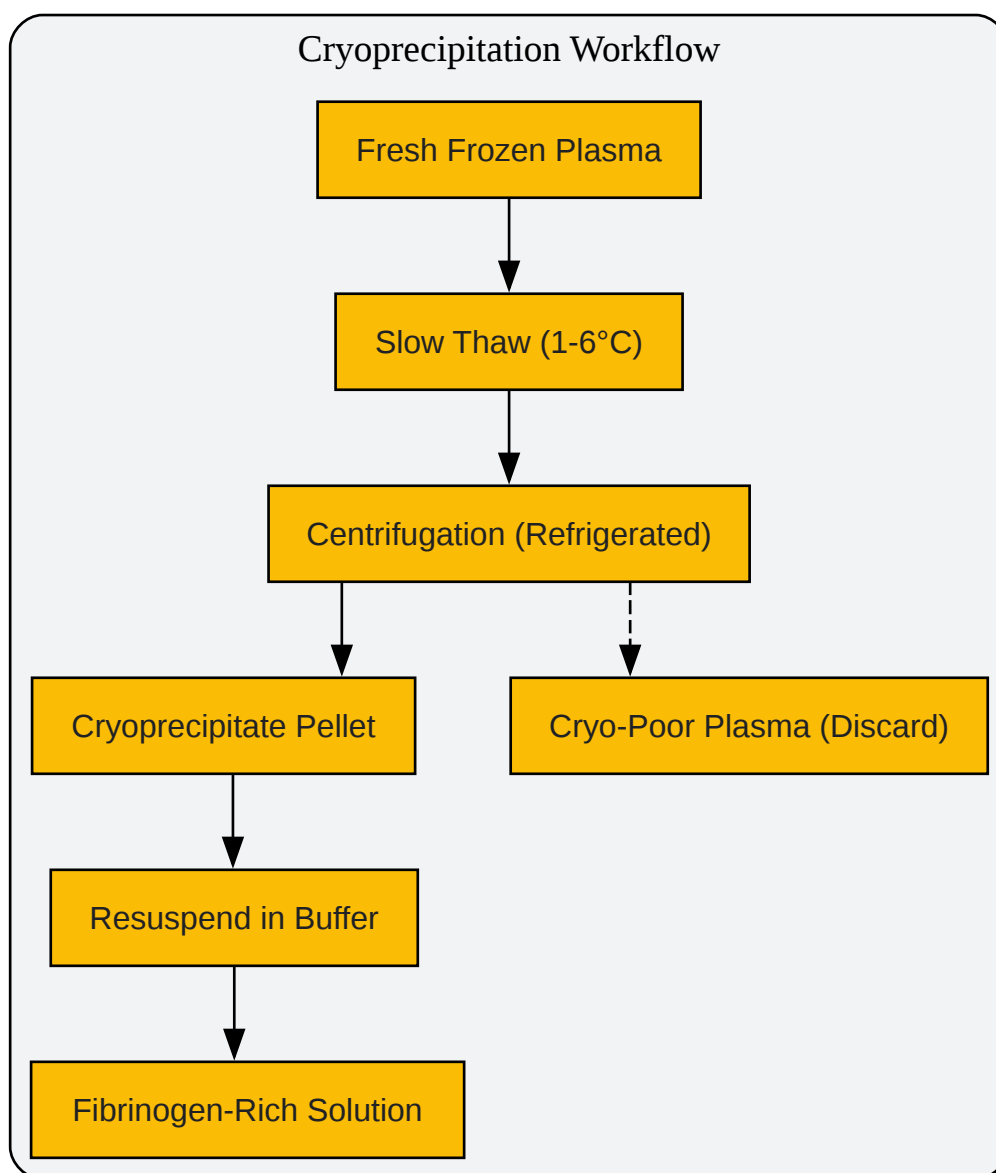 Cryoprecipitation Workflow
Fresh Frozen Plasma
Slow Thaw (1-6°C)
Centrifugation (Refrigerated)
Cryoprecipitate Pellet
Cryo-Poor Plasma (Discard)
Resuspend in Buffer
Fibrinogen-Rich Solution